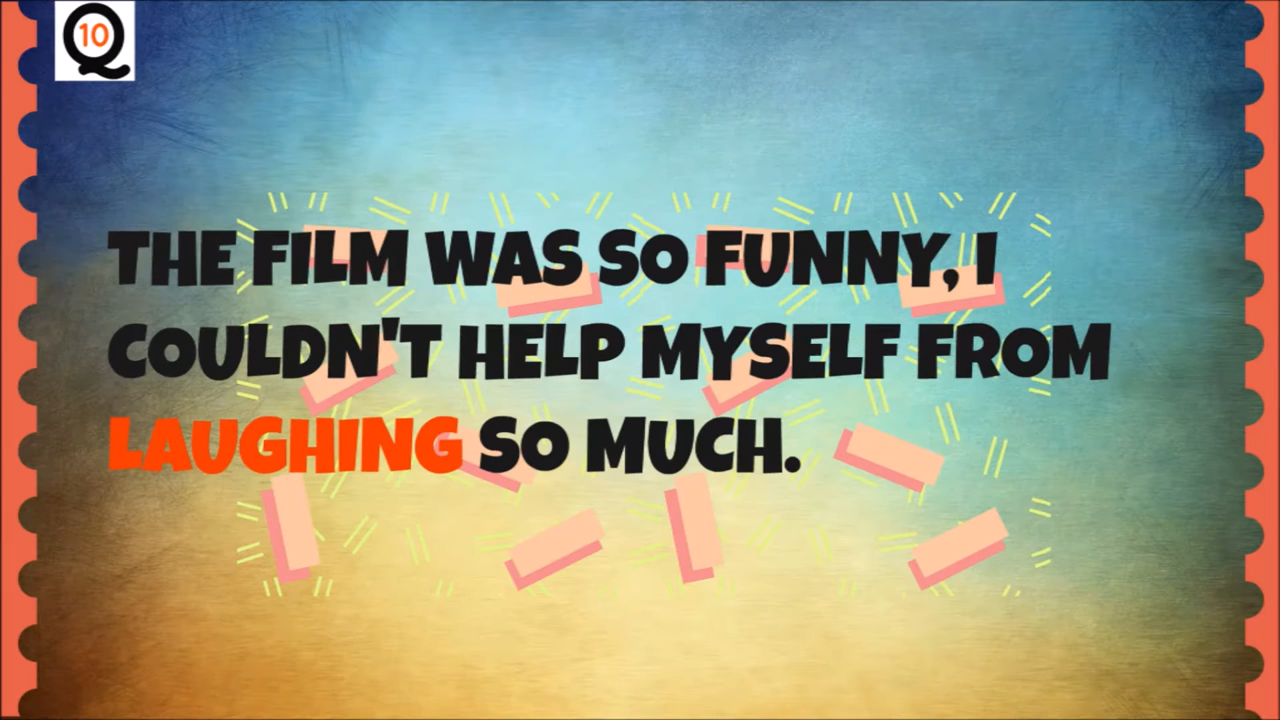 10
Q
THE FILM WAS SO FUNNY, I
COULDN'T HELP MYSELF FROM
LAUGHING SO MUCH.